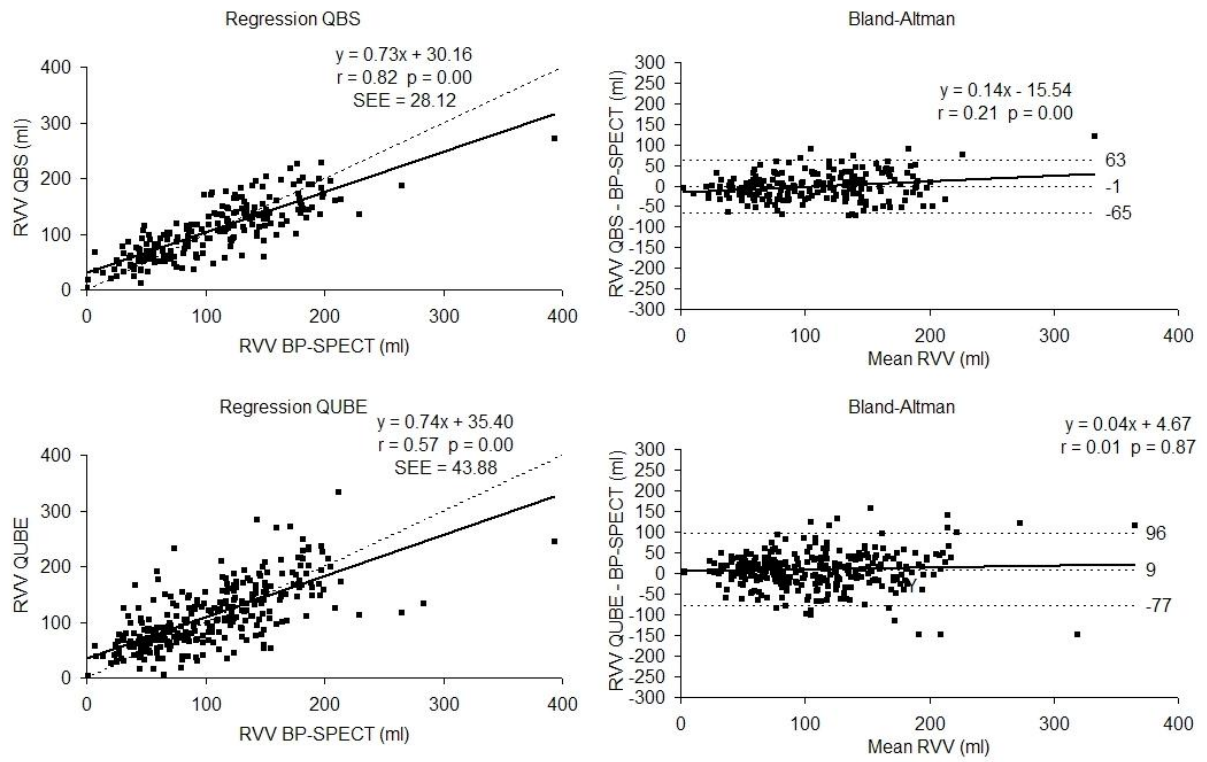 Regression QBS
y = 0.73x + 30.16
r = 0.82 p = 0.00
SEE = 28.12
RVV QBS (ml)
400
300
200
100
0
0 100 200 300 400
RVV BP-SPECT (ml)
Bland-Altman
y = 0.14x - 15.54
r = 0.21 p = 0.00
RVV QBS - BP-SPECT (ml)
300
250
200
150
100
50
0
-50
-100
-150
-200
-250
-300
63
-1
-65
0 100 200 300 400
Mean RVV (ml)
Regression QUBE
y = 0.74x + 35.40
r = 0.57 p = 0.00
SEE = 43.88
RRV QUBE
400
300
200
100
0
0 100 200 300 400
RVV BP-SPECT (ml)
Bland-Altman
y = 0.04x + 4.67
r = 0.01 p = 0.87
RVV QUBE - BP-SPECT (ml)
300
250
200
150
100
50
0
-50
-100
-150
-200
-250
-300
96
9
-77
Y
0 100 200 300 400
Mean RVV (ml)